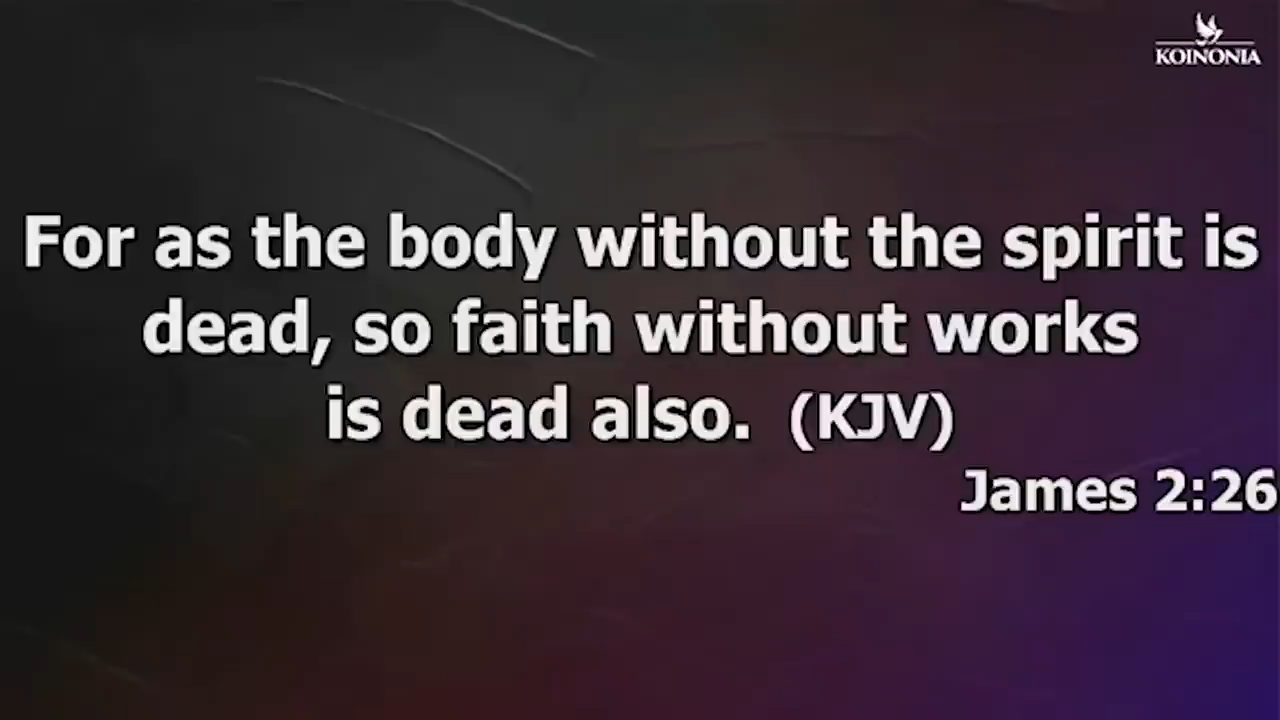 KOINONIA
For as the body without the spirit is
dead, so faith without works
is dead also. (KJV)
James 2:26